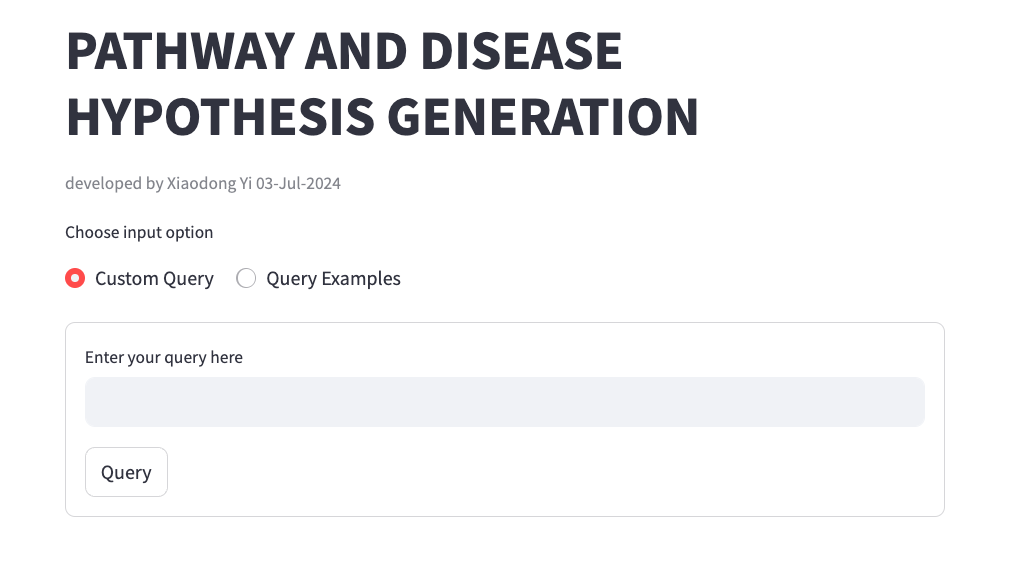 PATHWAY AND DISEASE
HYPOTHESIS GENERATION
developed by Xiaodong Yi 03-Jul-2024
Choose input option
Custom Query Query Examples
Enter your query here
Query